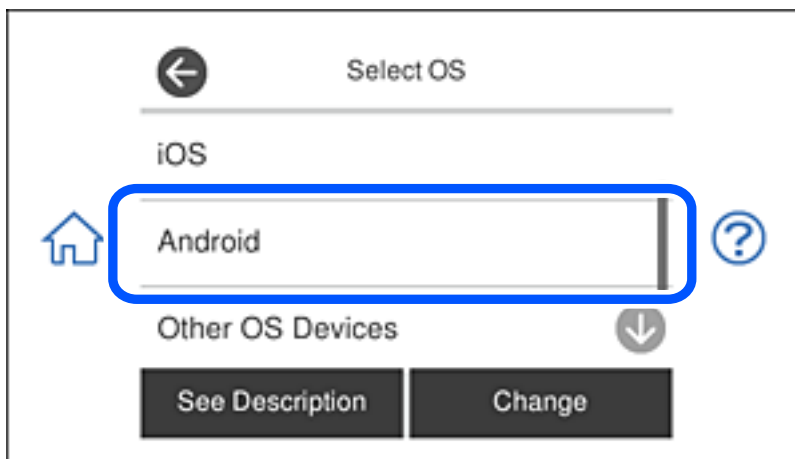 Select OS
iOS
Android
Other OS Devices
See Description
Change